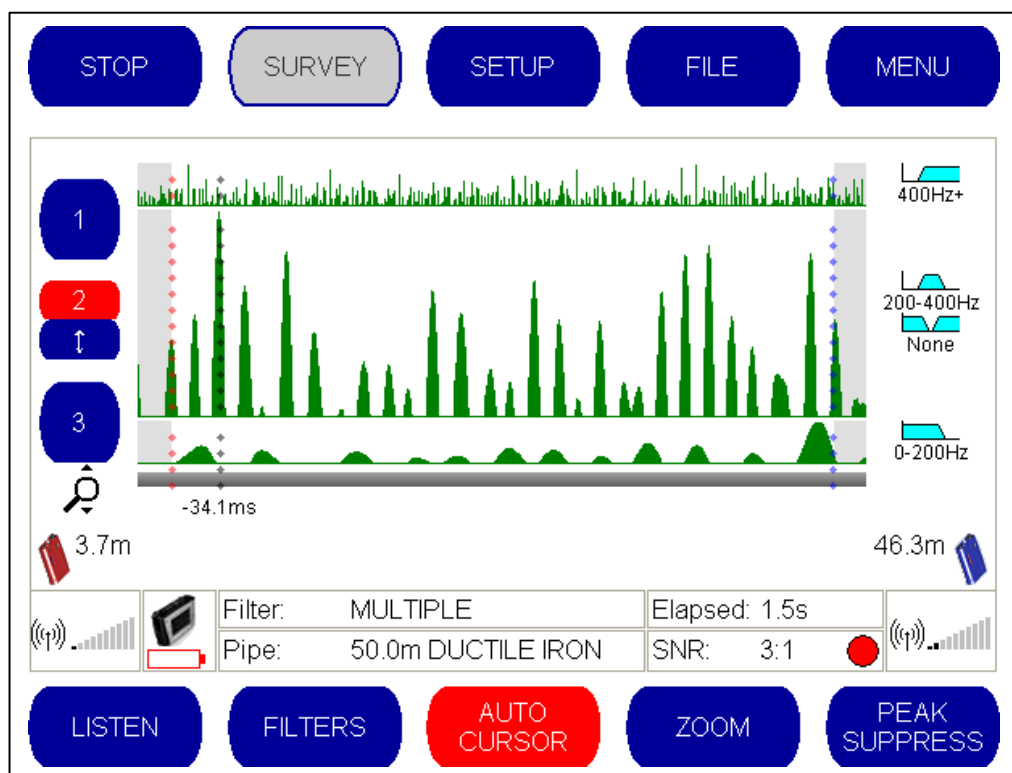 STOP
SURVEY
SETUP
FILE
MENU
1
2
3
400Hz+
200-400Hz
None
0-200Hz
-34.1ms
3.7m
46.3m
Filter: MULTIPLE
Elapsed: 1.5s
Pipe: 50.0m DUCTILE IRON
SNR: 3:1
LISTEN
FILTERS
AUTO
CURSOR
ZOOM
PEAK
SUPPRESS